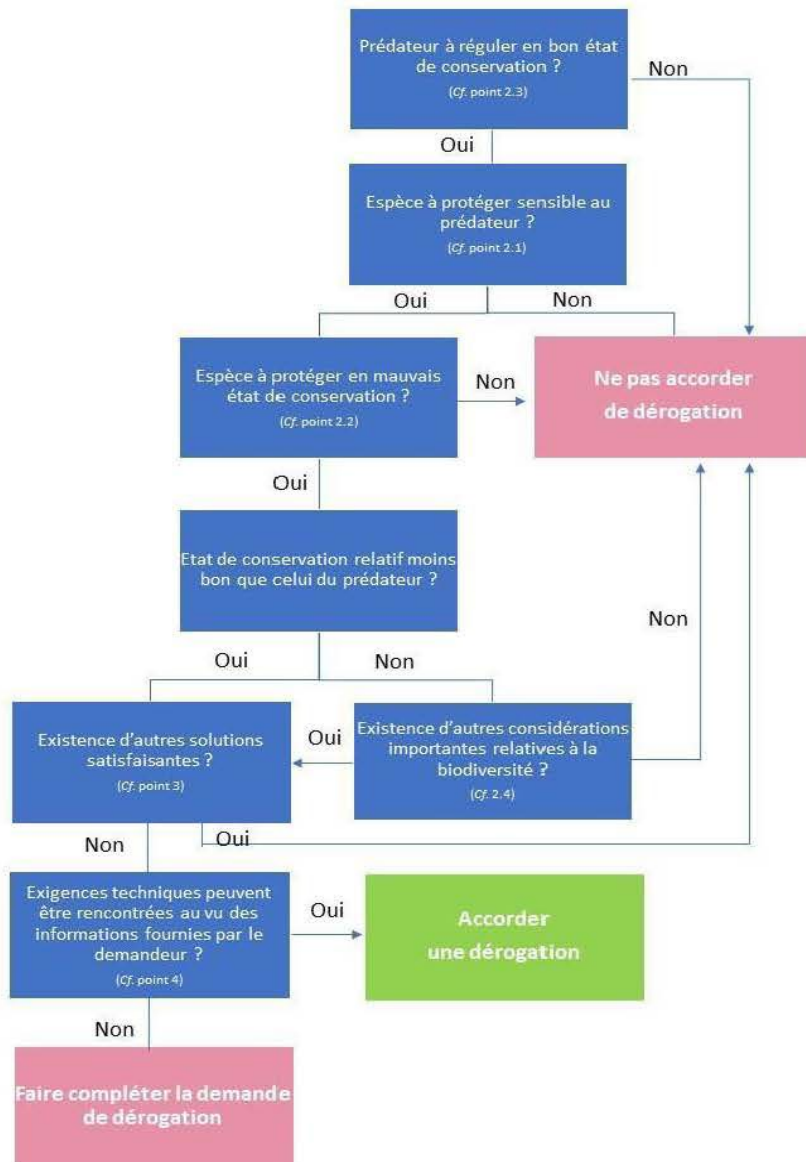 Prédateur à réguler en bon état
de conservation ?
(Cf. point 2.3)
Non
Oui
Espèce à protéger sensible au
prédateur ?
(Cf. point 2.1)
Oui
Non
Espèce à protéger en mauvais
état de conservation ?
(Cf. point 2.2)
Non
Ne pas accorder
de dérogation
Oui
Etat de conservation relatif moins
bon que celui du prédateur ?
Non
Oui
Non
Existence d'autres solutions
satisfaisantes ?
(Cf. point 3)
Oui
Existence d'autres considérations
importantes relatives à la
biodiversité ?
(Cf. 2.4)
Non
Oui
Exigences techniques peuvent
être rencontrées au vu des
informations fournies par le
demandeur ?
(Cf. point 4)
Oui
Accorder
une dérogation
Non
Faire compléter la demande
de dérogation